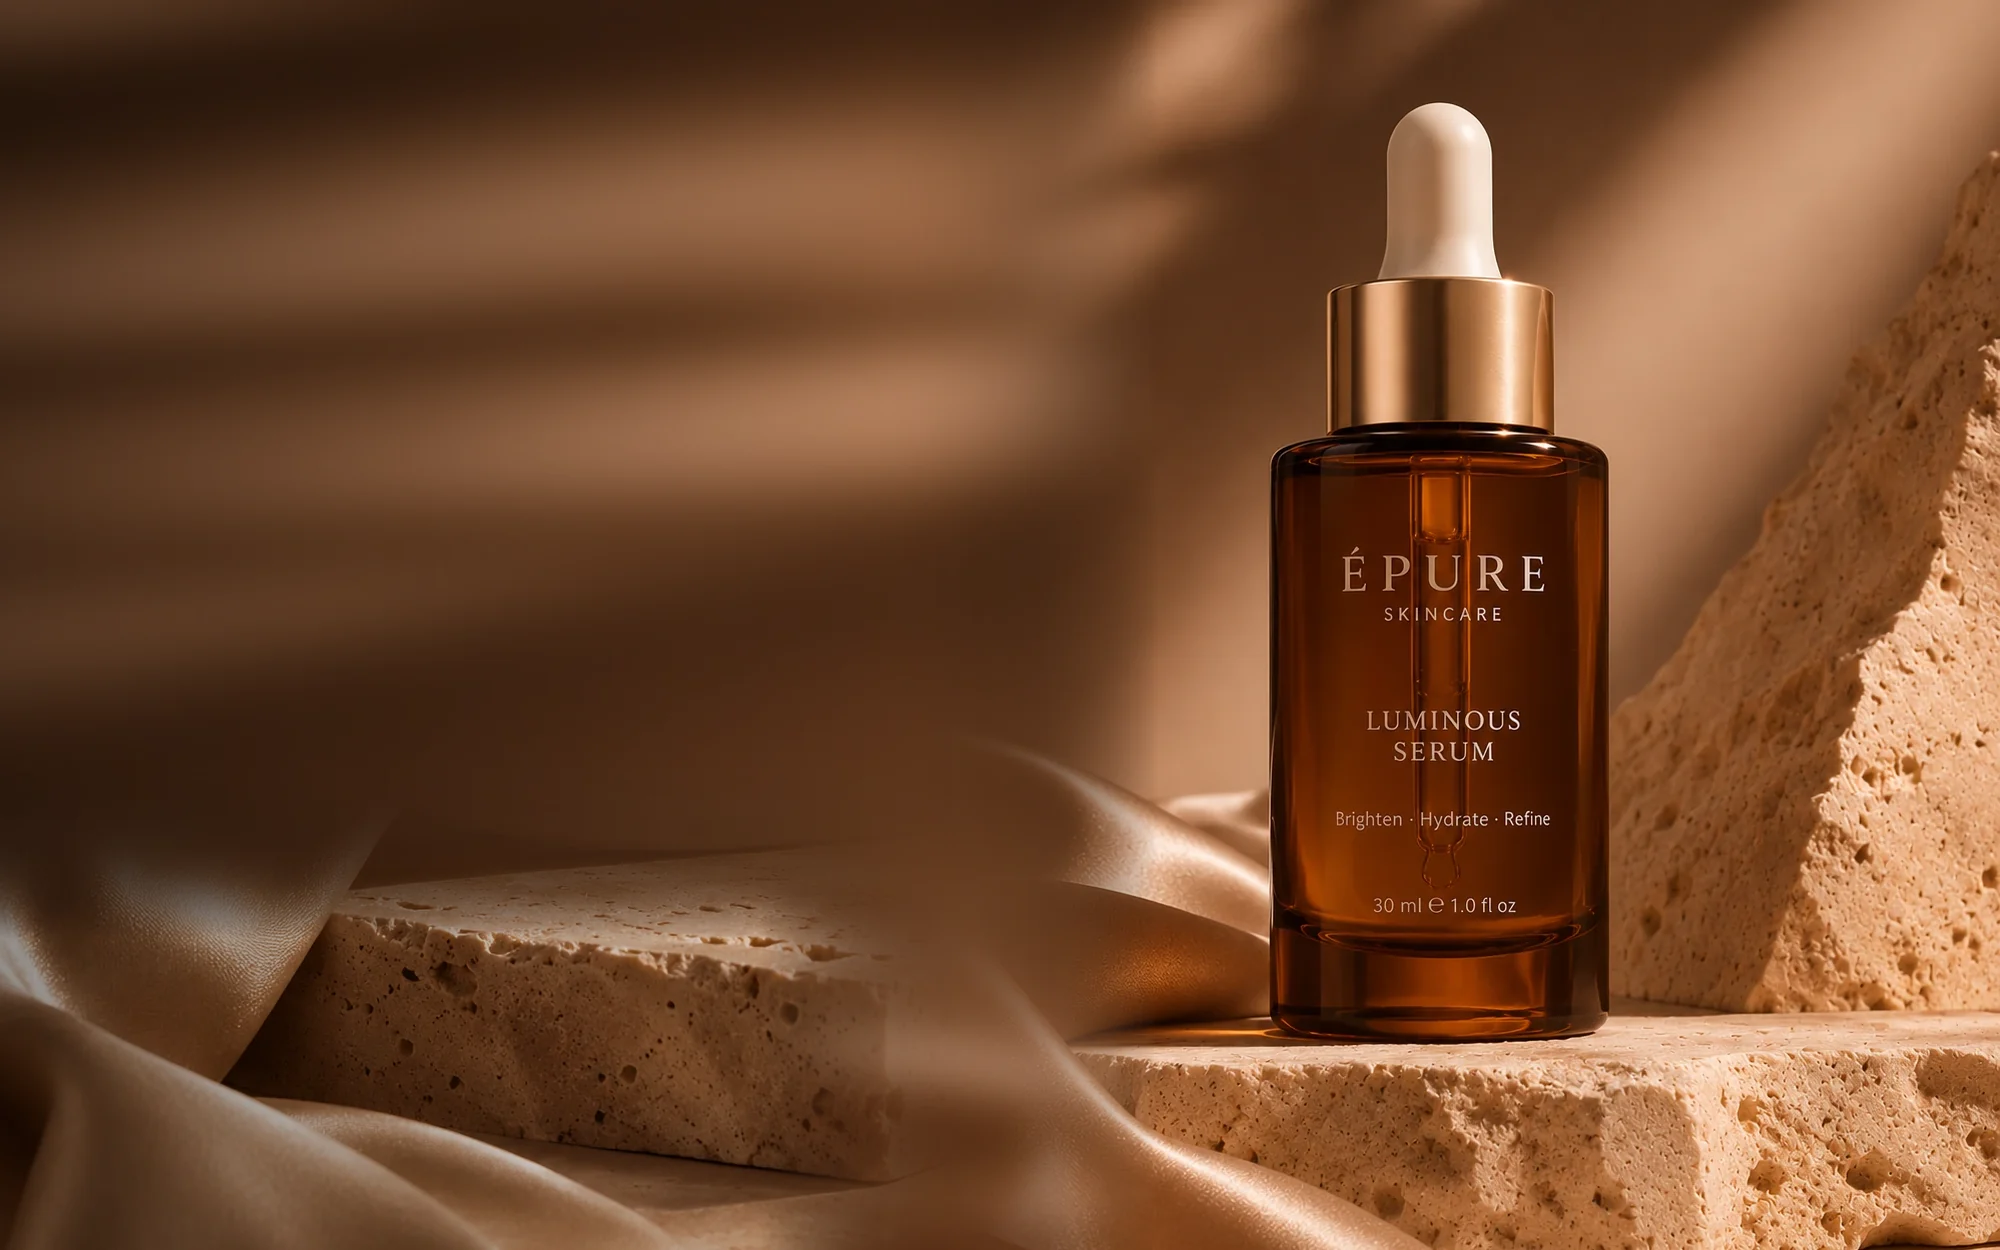 ÉPURE
SKINCARE
LUMINOUS
SERUM
Brighten · Hydrate · Refine
30 ml ℮ 1.0 fl oz